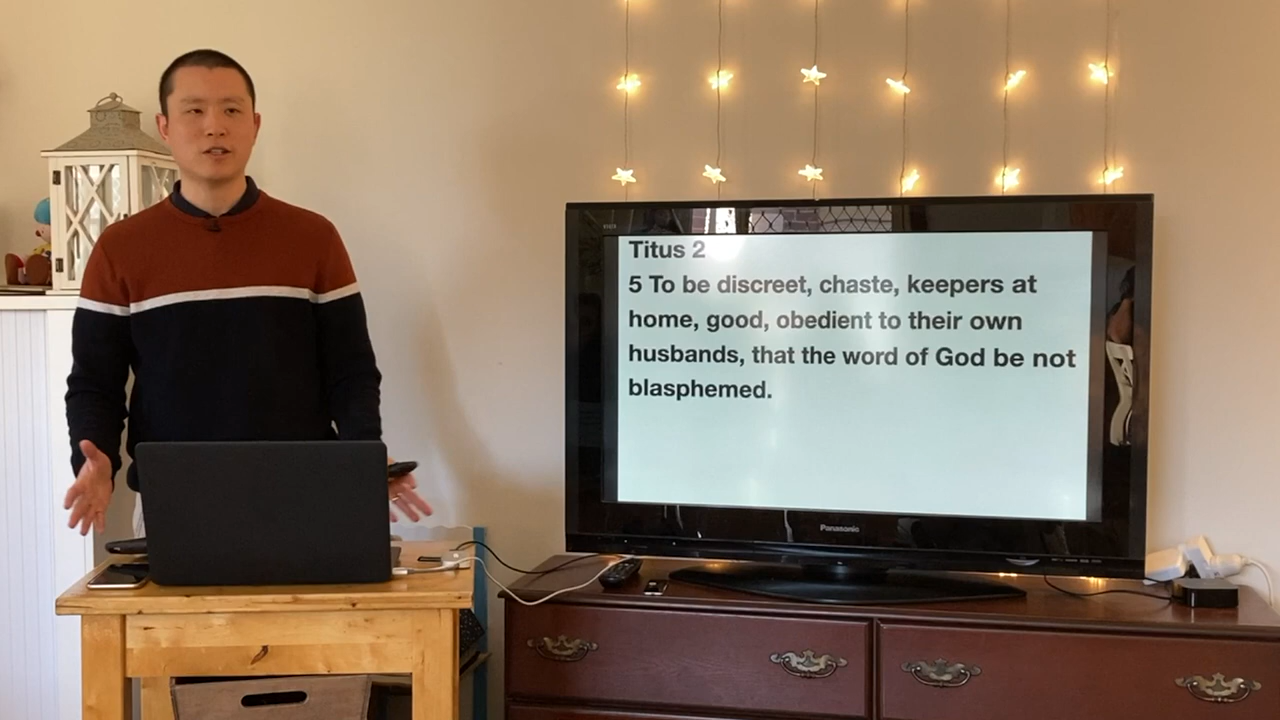 Titus 2
5 To be discreet, chaste, keepers at
home, good, obedient to their own
husbands, that the word of God be not
blasphemed.
Panasonic